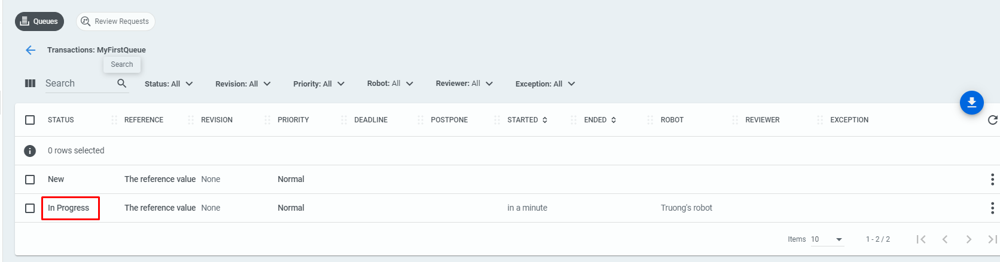 Queues Review Requests
Transactions: MyFirstQueue
Search
Search Status: All Revision: All Priority: All Robot: All Reviewer: All Exception: All
STATUS REFERENCE REVISION PRIORITY DEADLINE POSTPONE STARTED ENDED ROBOT REVIEWER EXCEPTION
0 rows selected
New The reference value None Normal
In Progress The reference value None Normal in a minute Truong's robot
Items 10 1 - 2 / 2